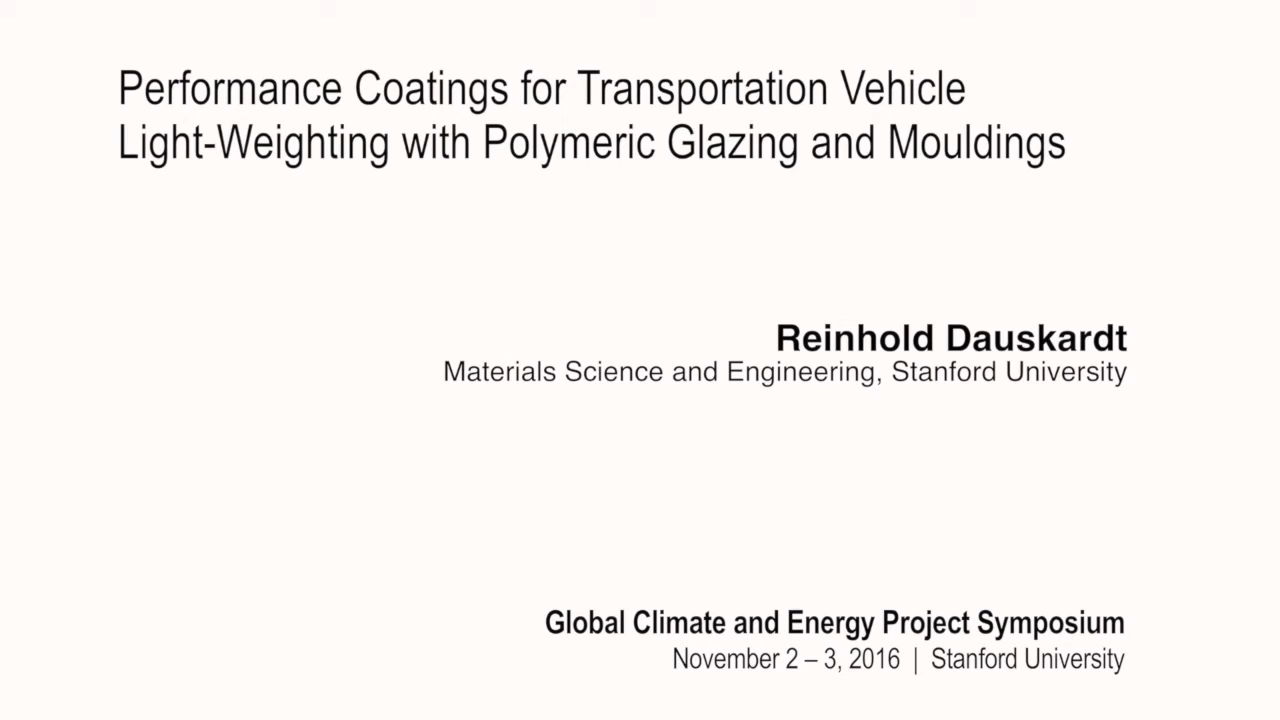 Performance Coatings for Transportation Vehicle
Light-Weighting with Polymeric Glazing and Mouldings
Reinhold Dauskardt
Materials Science and Engineering, Stanford University
Global Climate and Energy Project Symposium
November 2 – 3, 2016 | Stanford University